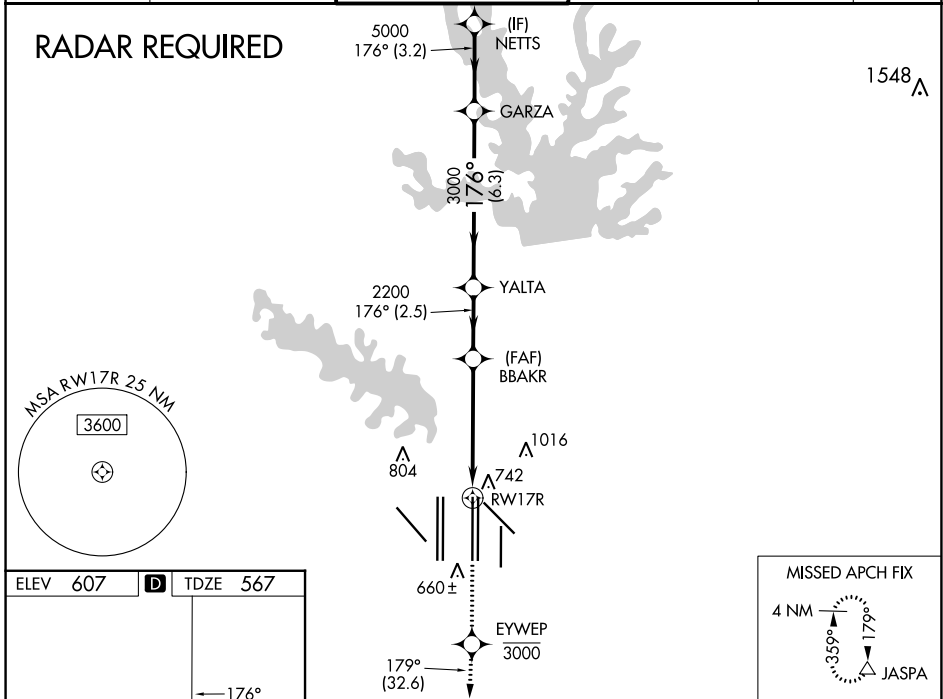 RADAR REQUIRED
5000
176° (3.2)
(IF)
NETTS
1548
GARZA
3000
176°
(6.3)
YALTA
2200
176° (2.5)
(FAF)
BBAKR
MSA RW17R 25 NM
3600
804
1016
742
RW17R
660 ±
EYWEP
3000
179°
(32.6)
ELEV 607 D TDZE 567
176°
MISSED APCH FIX
4 NM
359°
179°
JASPA